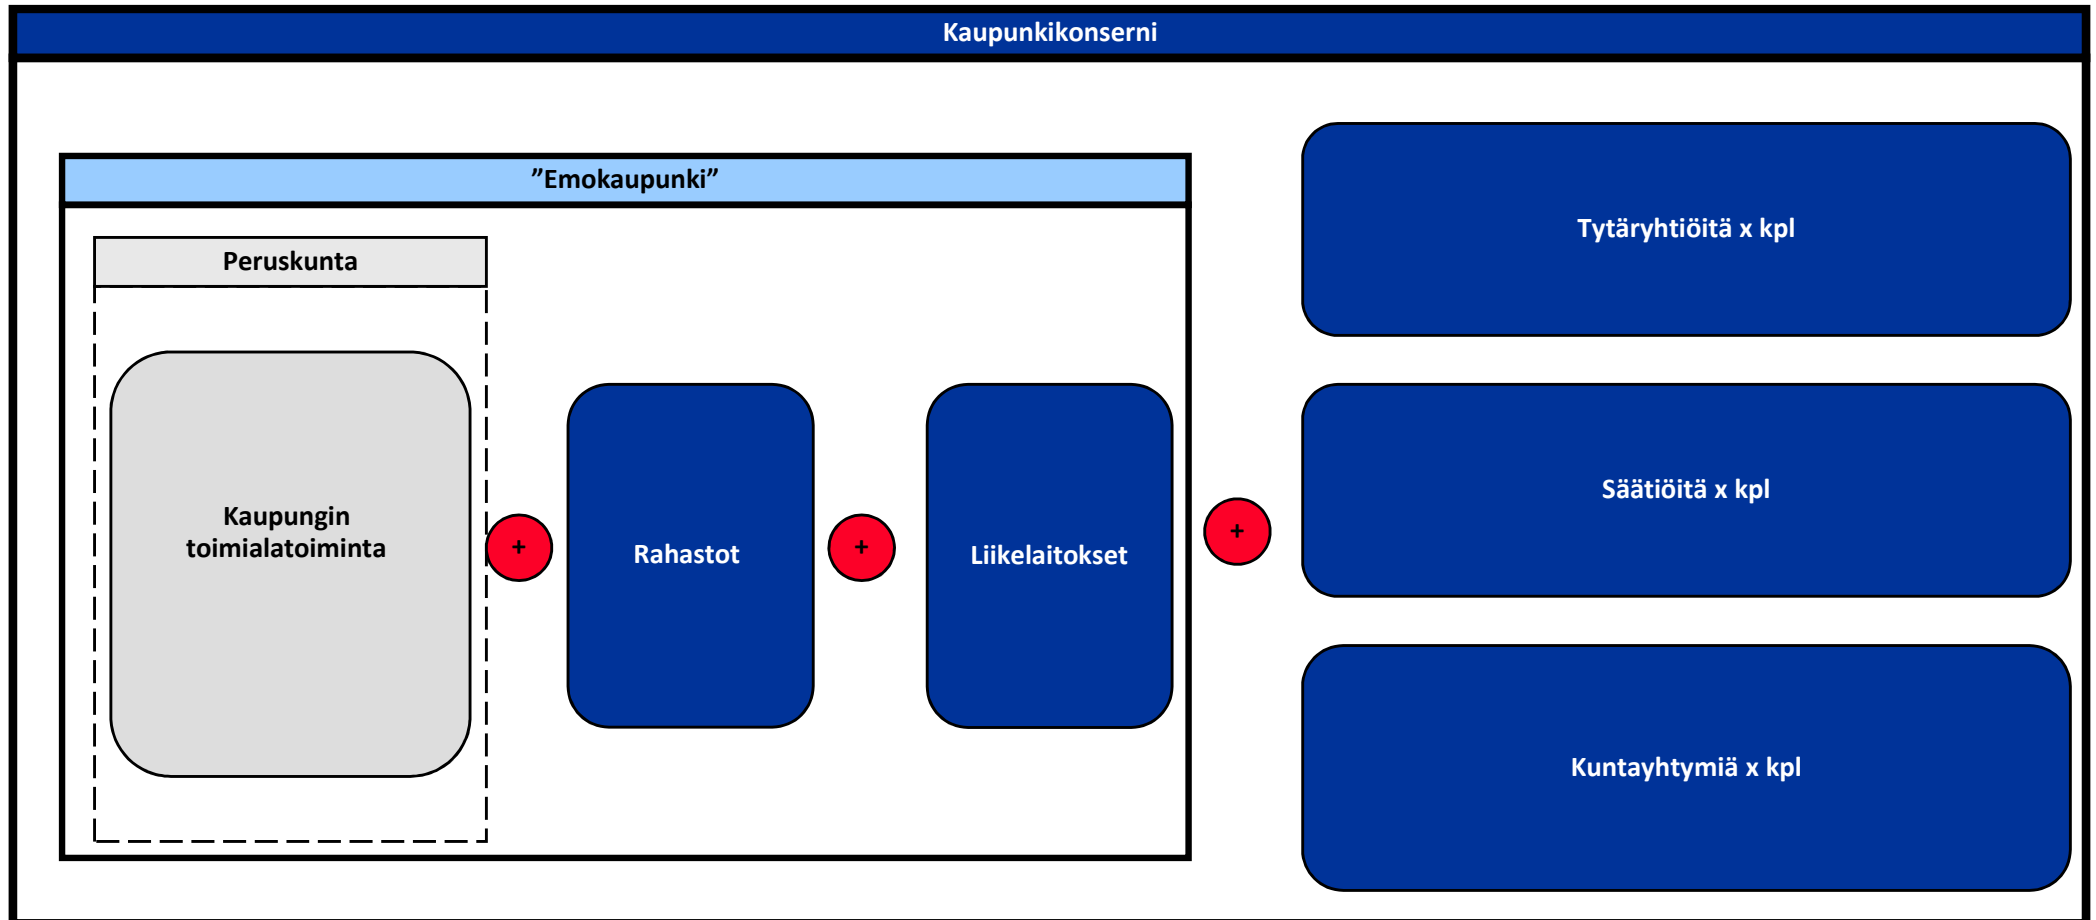 Kaupunkikonserni
”Emokaupunki”
Peruskunta
Kaupungin
toimialatoiminta
+
Rahastot
+
Liikelaitokset
+
Tytäryhtiöitä x kpl
Säätiöitä x kpl
Kuntayhtymiä x kpl